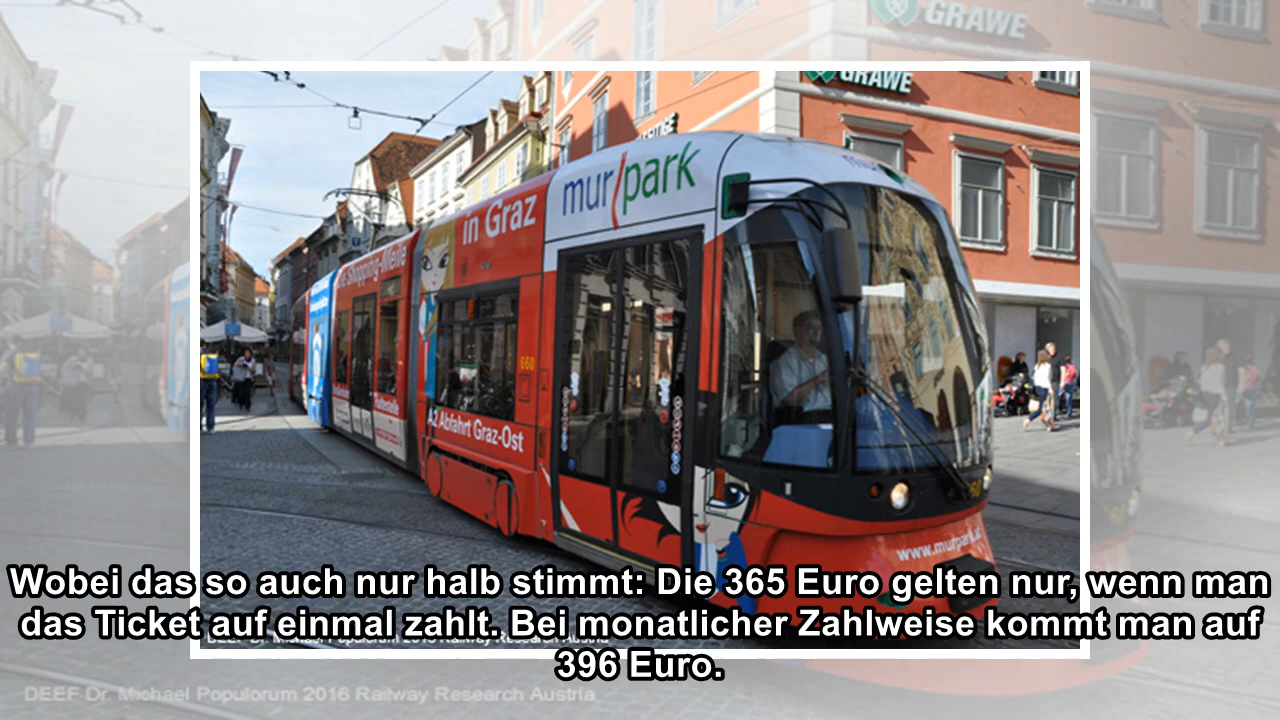 GRAWE
GRAWE
mur/park
in Graz
Shopping-Meile
660
A2 Abfahrt Graz-Ost
www.murpark.at
Wobei das so auch nur halb stimmt: Die 365 Euro gelten nur, wenn man
das Ticket auf einmal zahlt. Bei monatlicher Zahlweise kommt man auf
396 Euro.
DEEF Dr. Michael Populorum 2016 Railway Research Austria